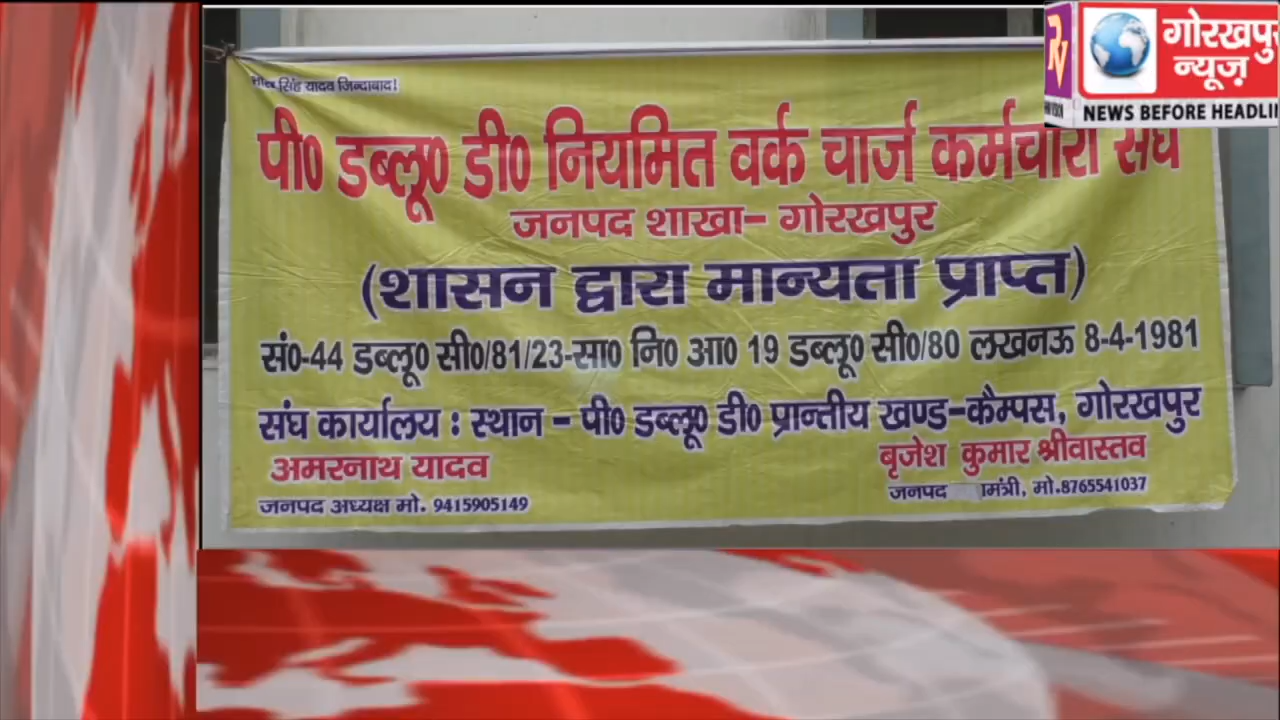 सिंह यादव जिन्दाबाद!
पी० डब्लू० डी० नियमित वर्क चार्ज कर्मचारी संघ
जनपद शाखा– गोरखपुर
(शासन द्वारा मान्यता प्राप्त)
सं०-44 डब्लू० सी०/81/23-सा० नि० आ० 19 डब्लू० सी०/80 लखनऊ 8-4-1981
संघ कार्यालय : स्थान – पी० डब्लू० डी० प्रान्तीय खण्ड-कैम्पस, गोरखपुर
अमरनाथ यादव
जनपद अध्यक्ष मो. 9415905149
बृजेश कुमार श्रीवास्तव
जनपद ामंत्री, मो.8765541037
गोरखपुर
न्यूज़
NEWS BEFORE HEADLI